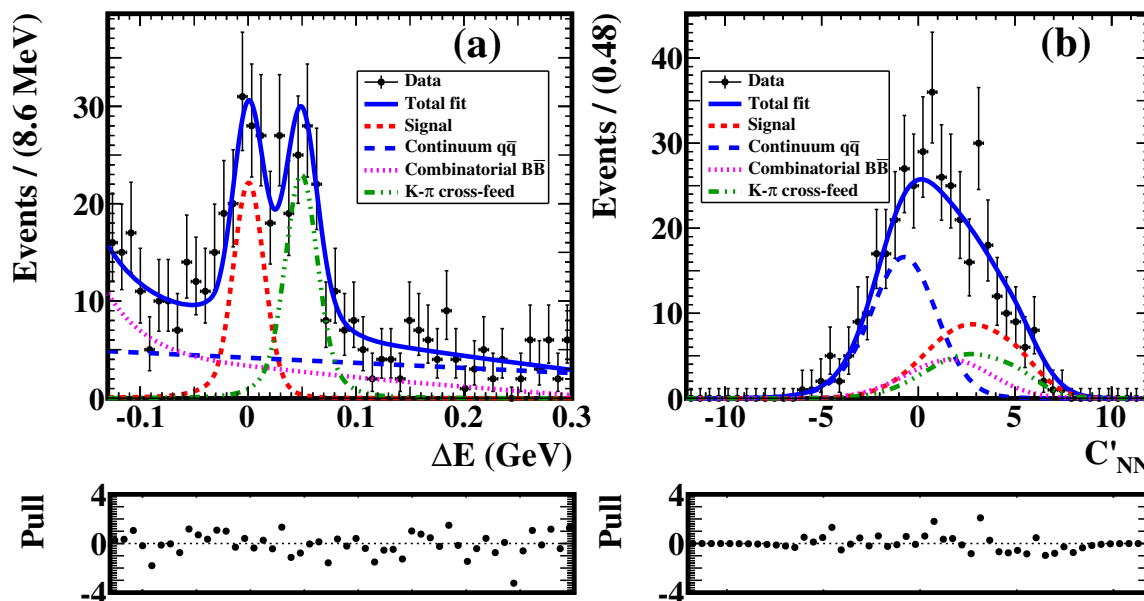 (a)
Events / (8.6 MeV)
30
20
10
0
Data
Total fit
Signal
Continuum qq̅
Combinatorial BB̅
K-π cross-feed
-0.1 0 0.1 0.2 0.3
ΔE (GeV)
Pull
4
0
-4
(b)
Events / (0.48)
40
30
20
10
0
Data
Total fit
Signal
Continuum qq̅
Combinatorial BB̅
K-π cross-feed
-10 -5 0 5 10
C'NN
Pull
4
0
-4